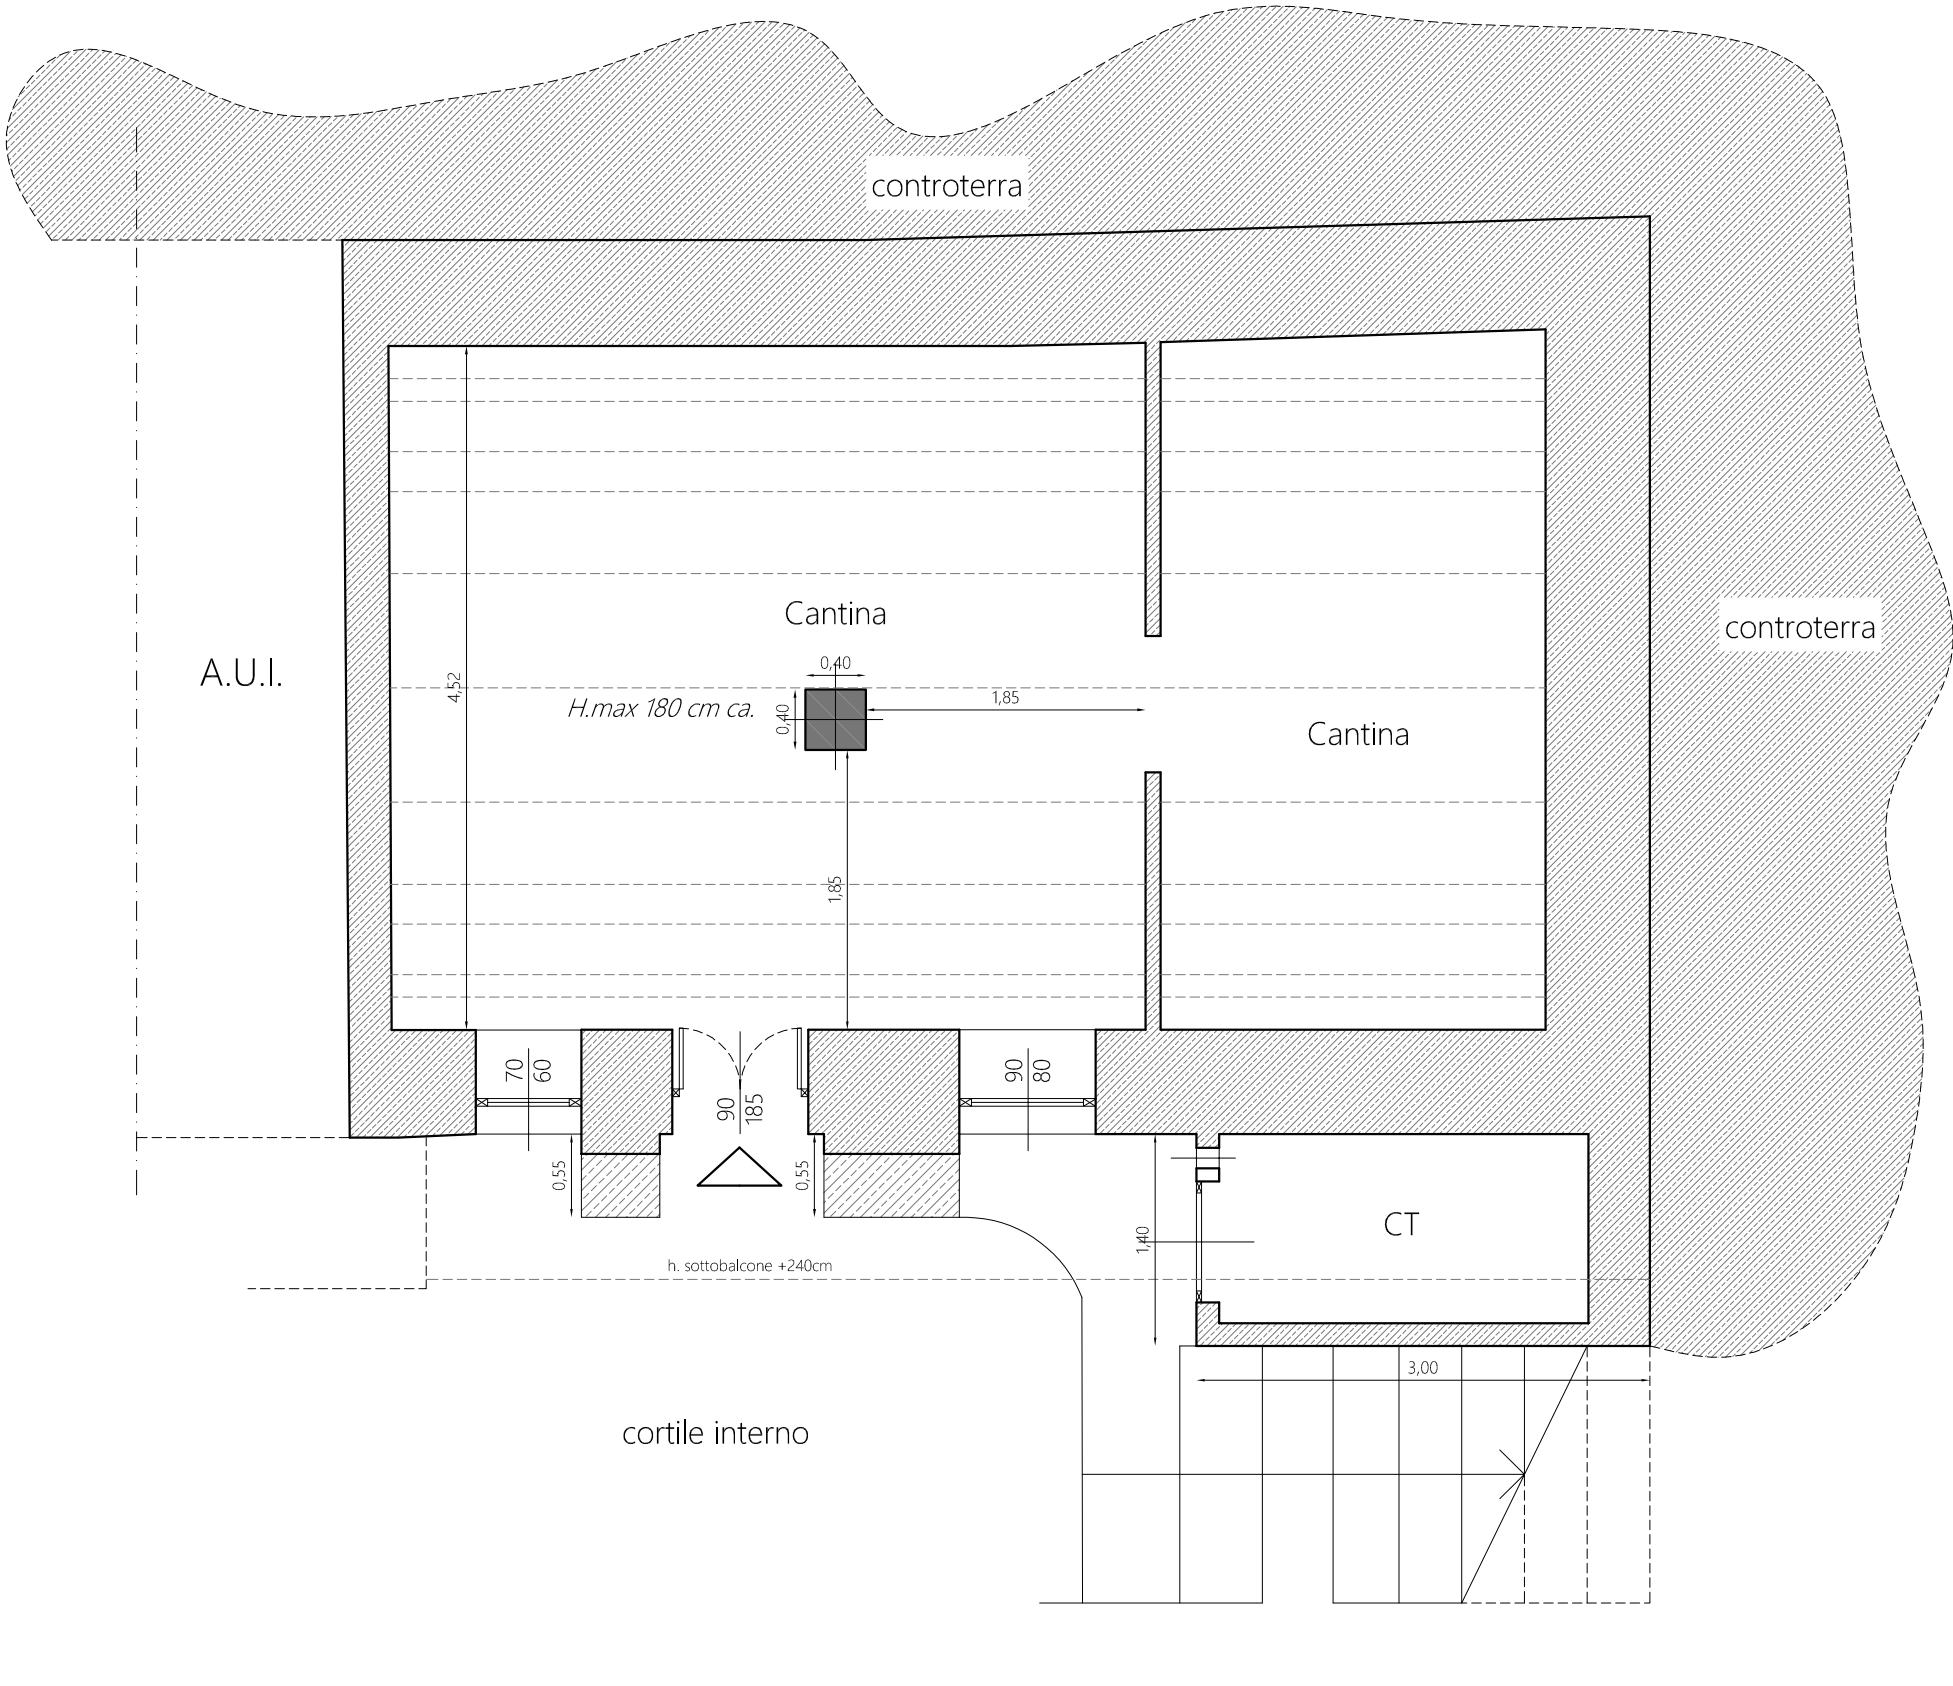 controterra
controterra
Cantina
0,40
A.U.I.
4,52
H.max 180 cm ca.
0,40
1,85
Cantina
1,85
70
60
90
185
90
80
0,55
0,55
1,40
CT
h. sottobalcone +240cm
3,00
cortile interno